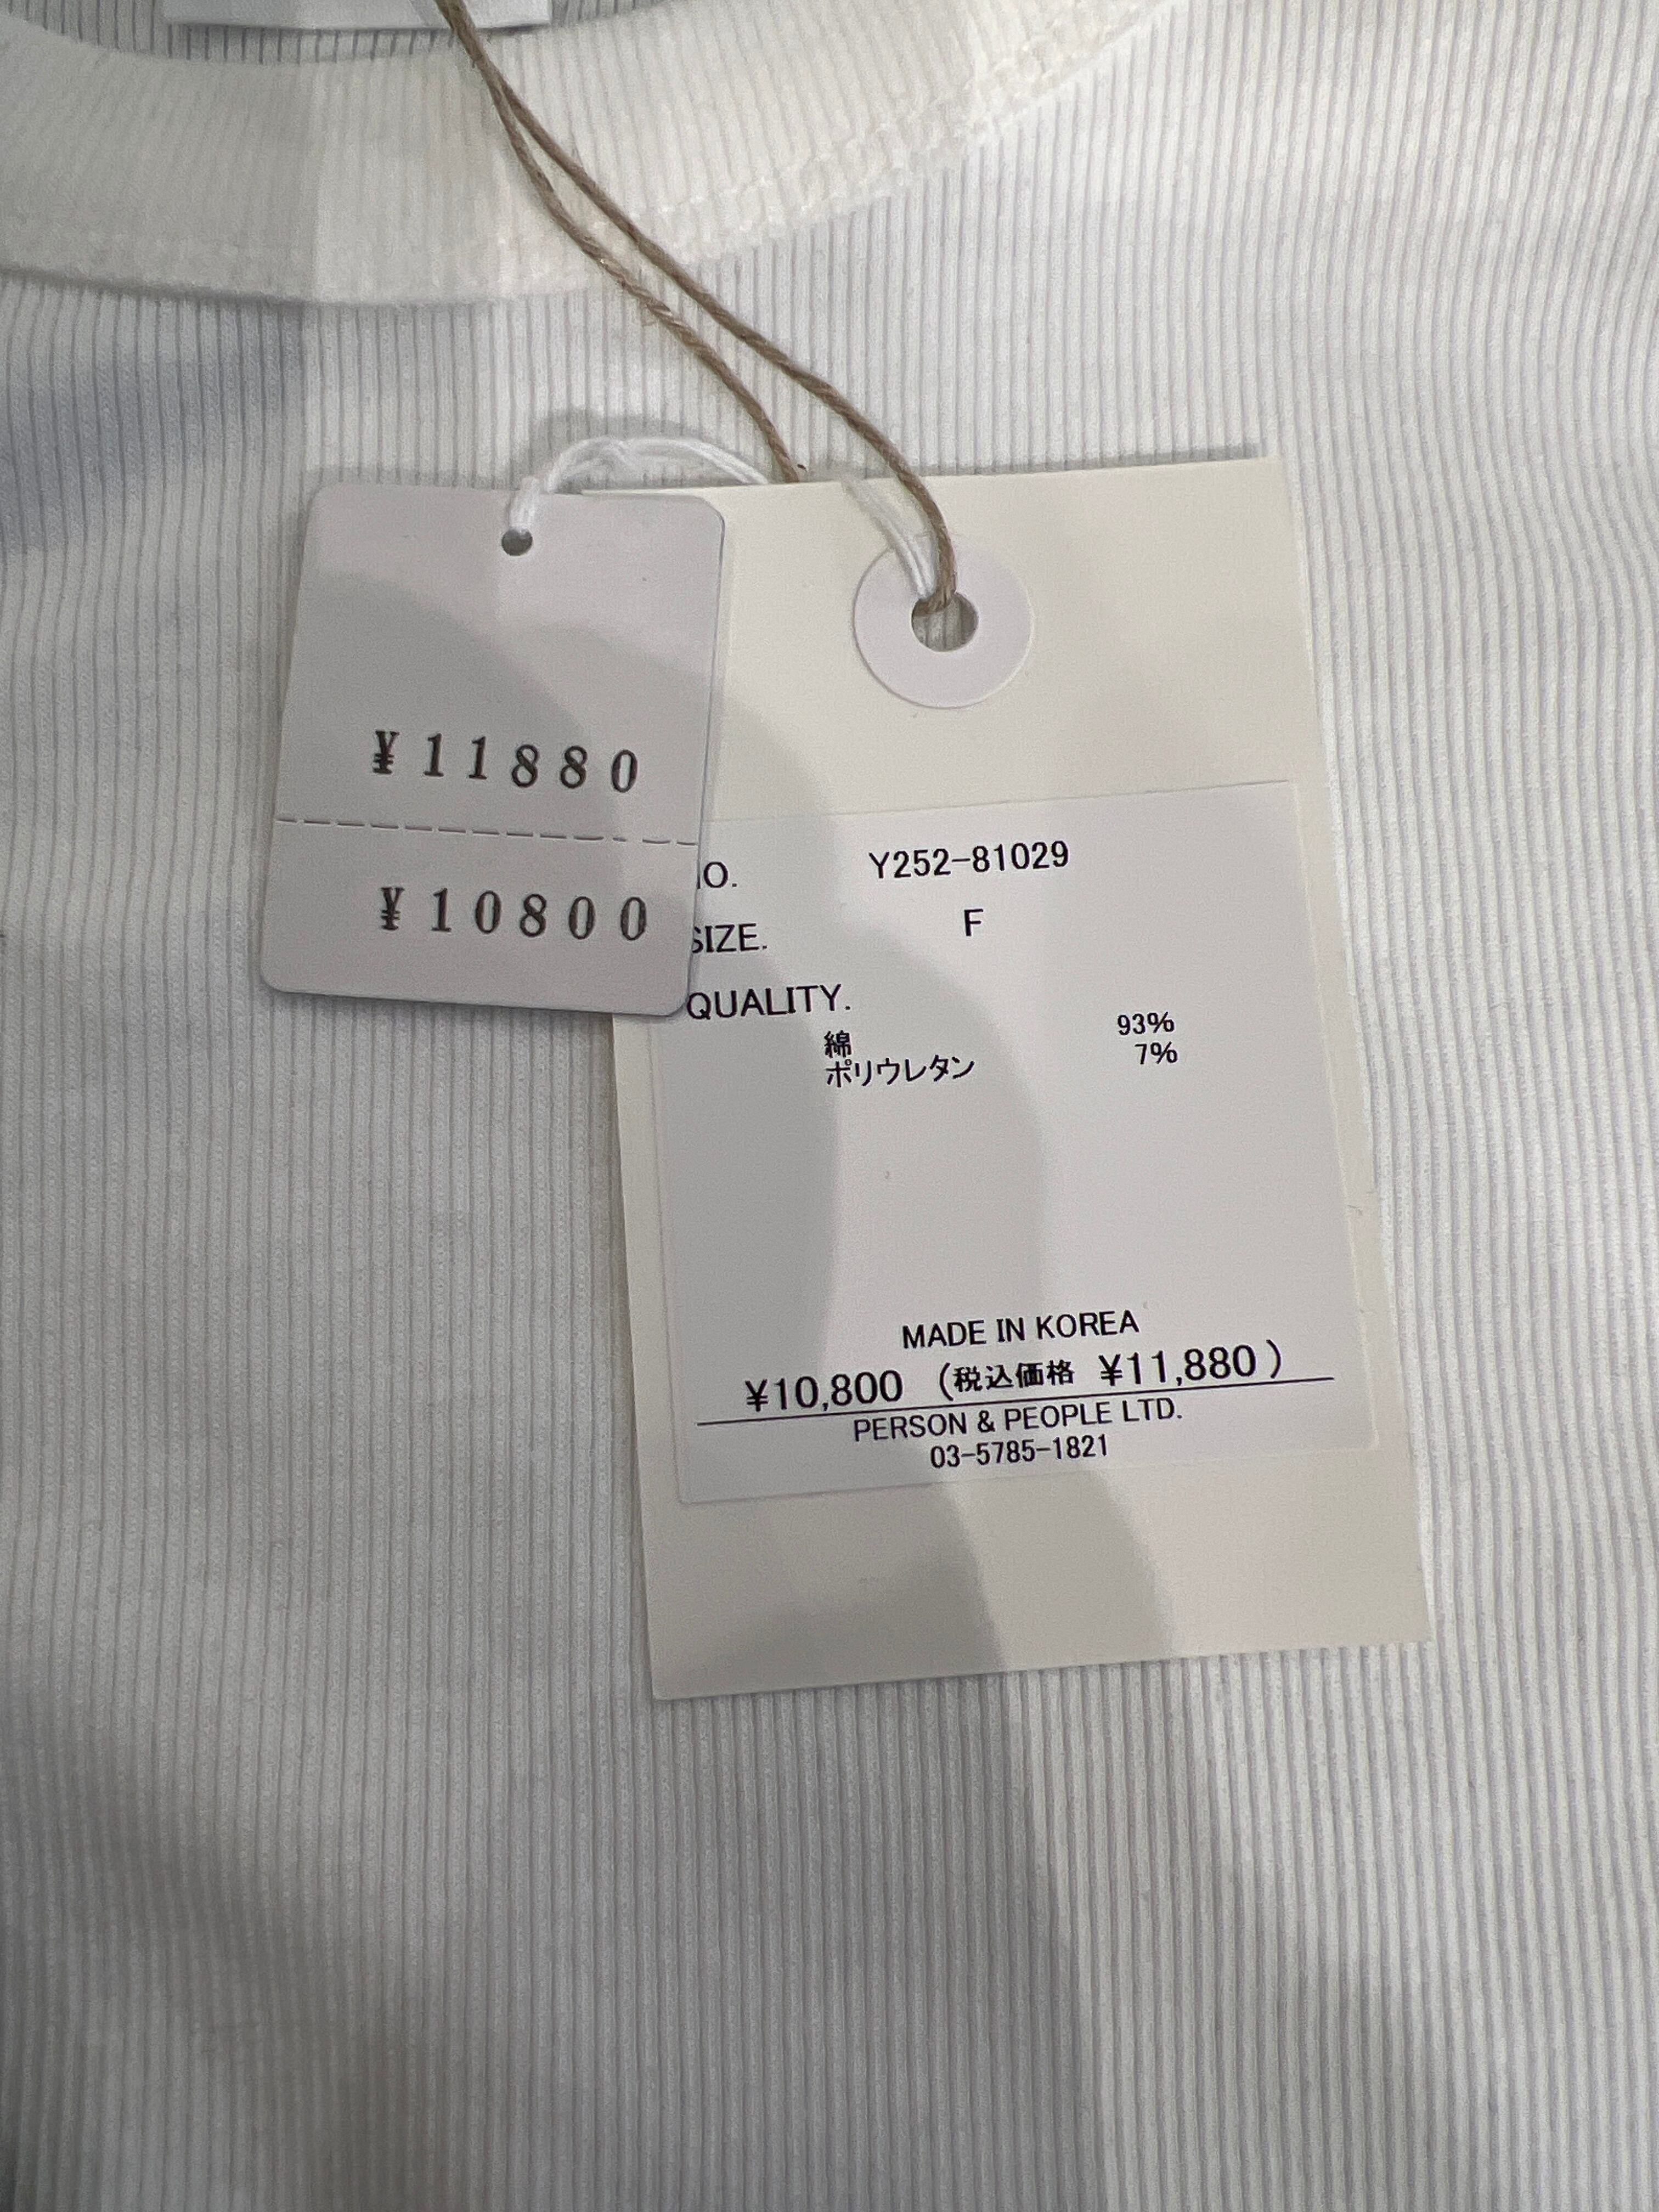 ¥11880
¥10800
NO. Y252-81029
SIZE. F
QUALITY.
綿 93%
ポリウレタン 7%
MADE IN KOREA
¥10,800 (税込価格 ¥11,880)
PERSON & PEOPLE LTD.
03-5785-1821